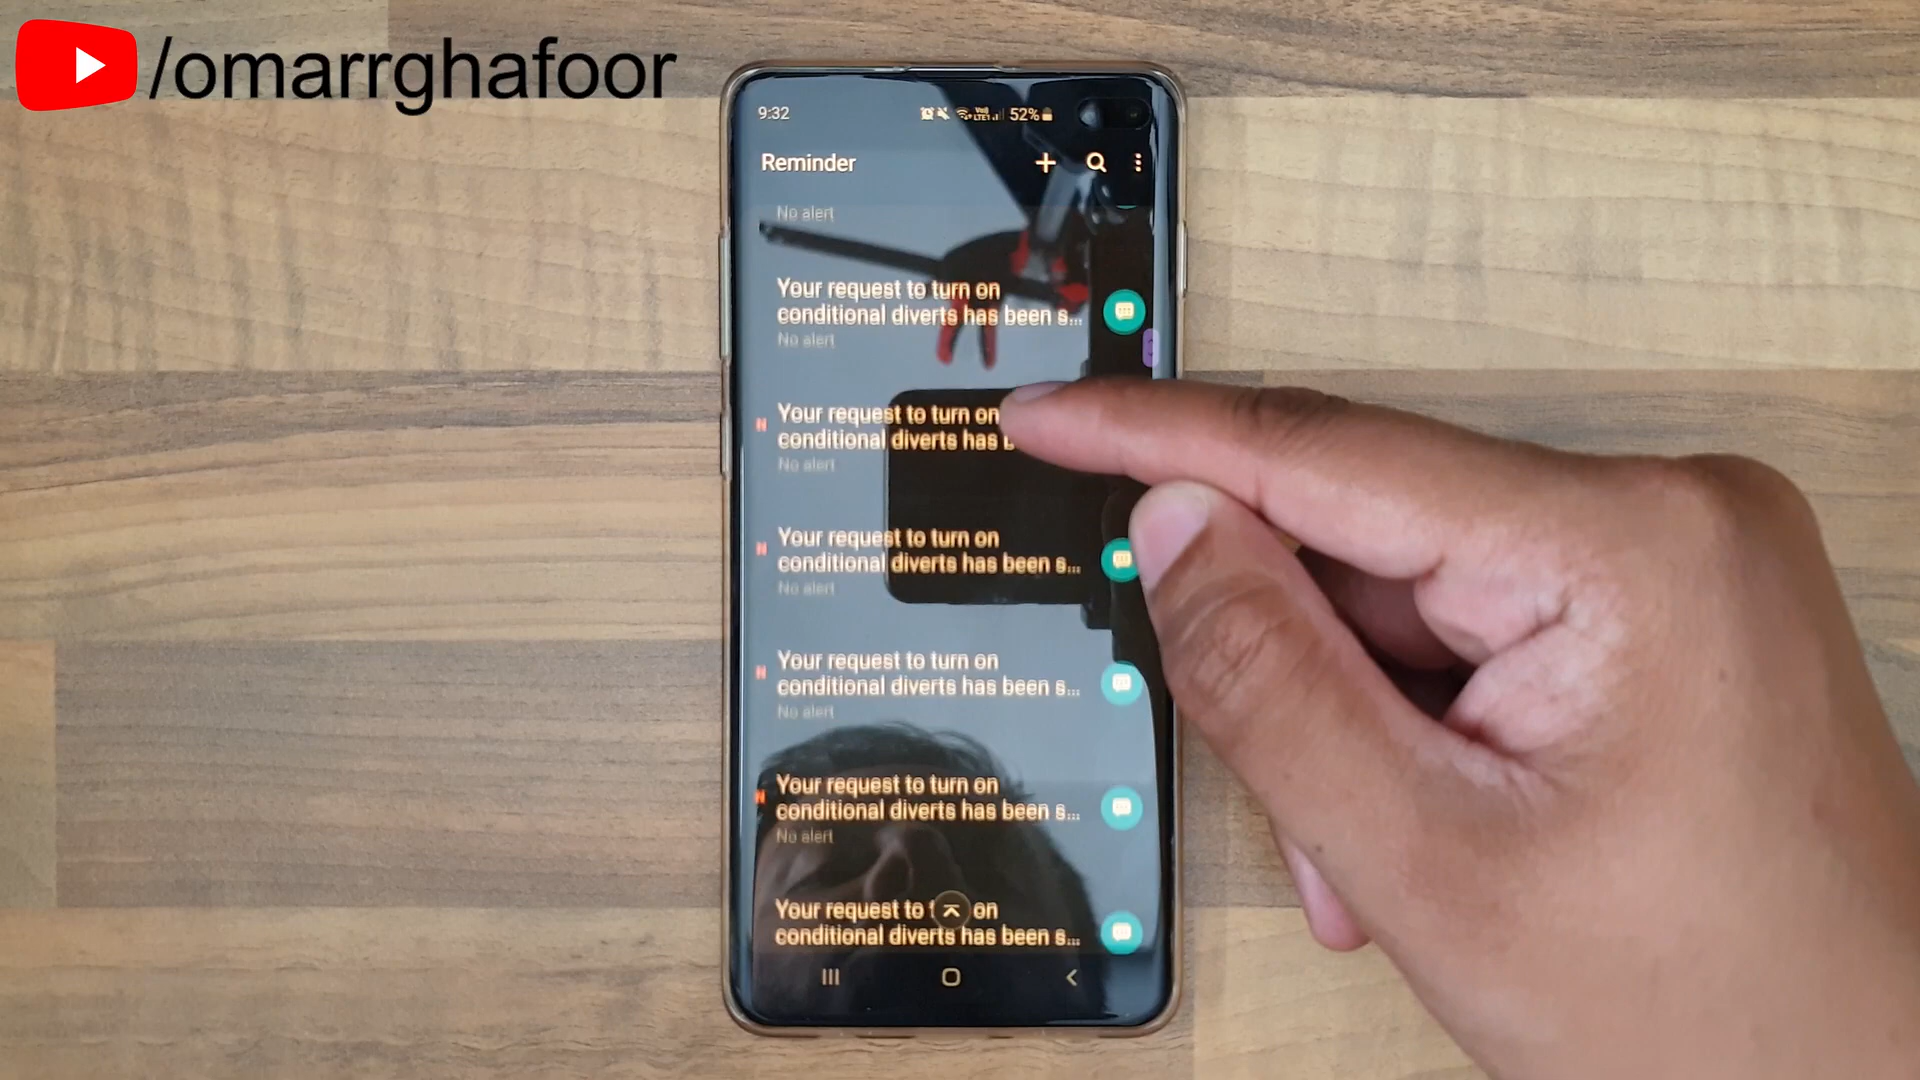 /omarrghafoor
9:32
52%
Reminder
No alert
Your request to turn on
conditional diverts has been s...
No alert
N
Your request to turn on
conditional diverts has
No alert
N
Your request to turn on
conditional diverts has been s...
No alert
N
Your request to turn on
conditional diverts has been s...
No alert
N
Your request to turn on
conditional diverts has been s...
No alert
Your request to on
conditional diverts has been s...